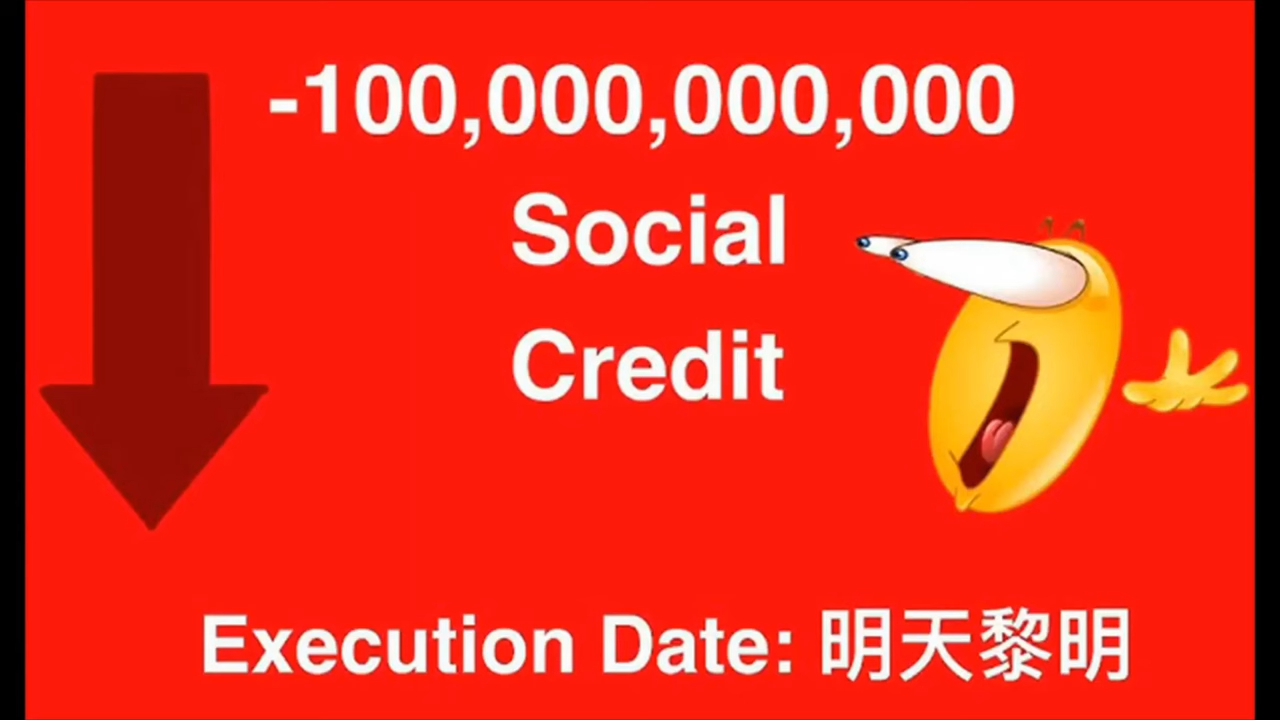 -100,000,000,000
Social
Credit
Execution Date: 明天黎明